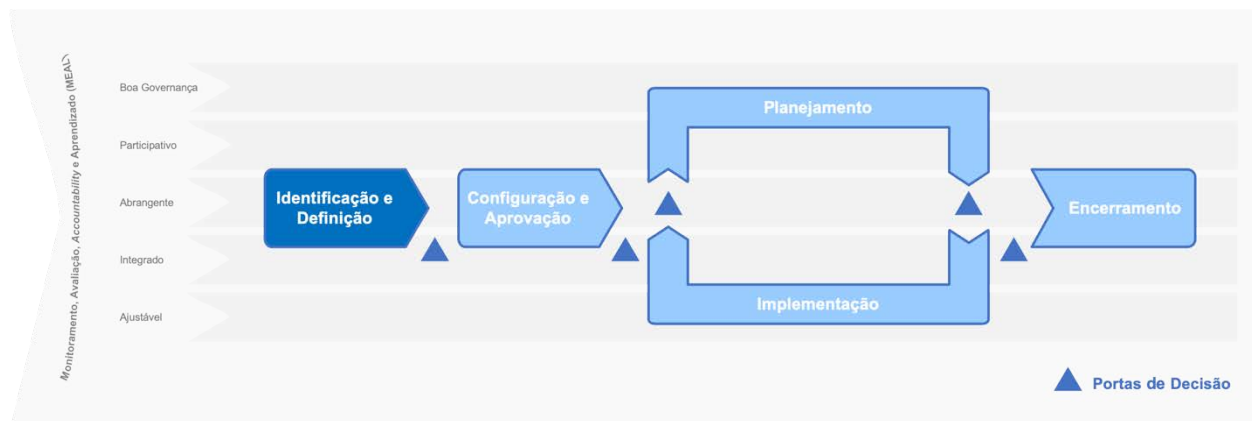 Monitoramento, Avaliação, Accountability e Aprendizado (MEAL)
Boa Governança
Participativo
Abrangente
Integrado
Ajustável
Identificação e
Definição
Configuração e
Aprovação
Planejamento
Implementação
Encerramento
Portas de Decisão